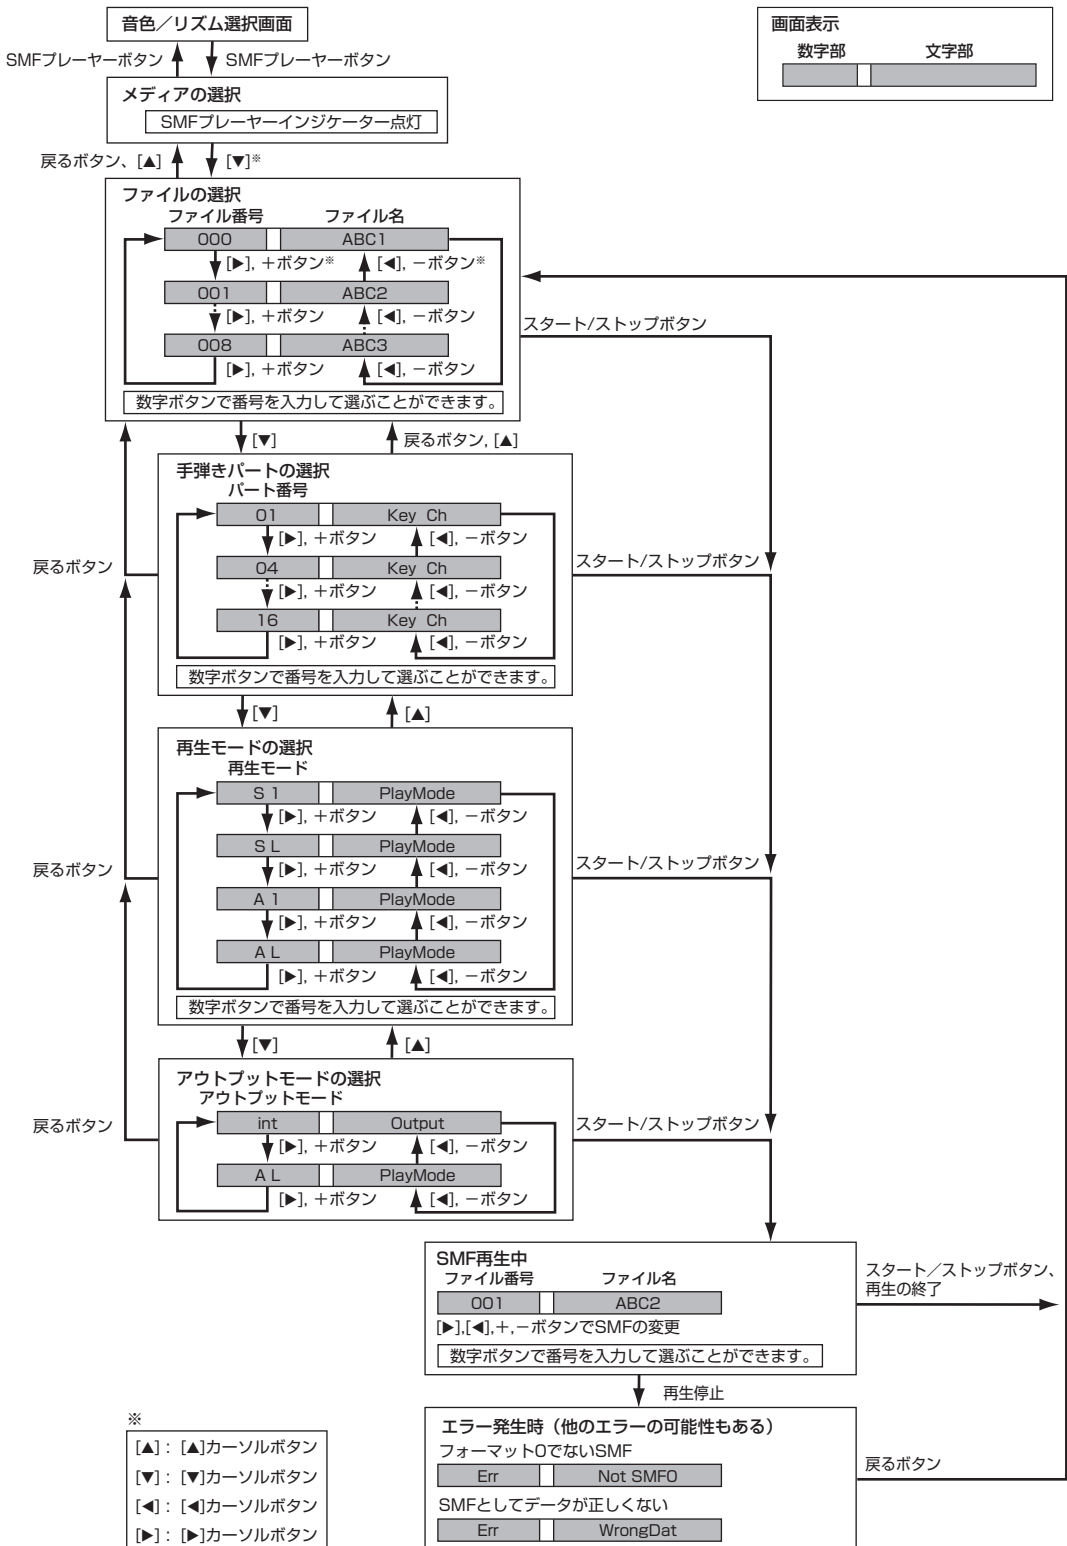 音色／リズム選択画面
SMFプレーヤーボタン
SMFプレーヤーボタン
画面表示
数字部 文字部
メディアの選択
SMFプレーヤーインジケーター点灯
戻るボタン、[▲]
[▼]※
ファイルの選択
ファイル番号 ファイル名
000 ABC1
[▶], ＋ボタン※ [◀], －ボタン※
001 ABC2
[▶], ＋ボタン [◀], －ボタン
008 ABC3
[▶], ＋ボタン [◀], －ボタン
数字ボタンで番号を入力して選ぶことができます。
スタート/ストップボタン
[▼]
戻るボタン, [▲]
手弾きパートの選択
パート番号
01 Key Ch
[▶], ＋ボタン [◀], －ボタン
04 Key Ch
[▶], ＋ボタン [◀], －ボタン
16 Key Ch
[▶], ＋ボタン [◀], －ボタン
数字ボタンで番号を入力して選ぶことができます。
戻るボタン
スタート/ストップボタン
[▼]
[▲]
再生モードの選択
再生モード
S 1 PlayMode
[▶], ＋ボタン [◀], －ボタン
S L PlayMode
[▶], ＋ボタン [◀], －ボタン
A 1 PlayMode
[▶], ＋ボタン [◀], －ボタン
A L PlayMode
[▶], ＋ボタン [◀], －ボタン
数字ボタンで番号を入力して選ぶことができます。
戻るボタン
スタート/ストップボタン
[▼]
[▲]
アウトプットモードの選択
アウトプットモード
int Output
[▶], ＋ボタン [◀], －ボタン
A L PlayMode
[▶], ＋ボタン [◀], －ボタン
戻るボタン
スタート/ストップボタン
SMF再生中
ファイル番号 ファイル名
001 ABC2
[▶],[◀],＋,－ボタンでSMFの変更
数字ボタンで番号を入力して選ぶことができます。
スタート／ストップボタン、
再生の終了
再生停止
エラー発生時（他のエラーの可能性もある）
フォーマット0でないSMF
Err Not SMF0
SMFとしてデータが正しくない
Err WrongDat
戻るボタン
※
[▲]： [▲]カーソルボタン
[▼]： [▼]カーソルボタン
[◀]： [◀]カーソルボタン
[▶]： [▶]カーソルボタン